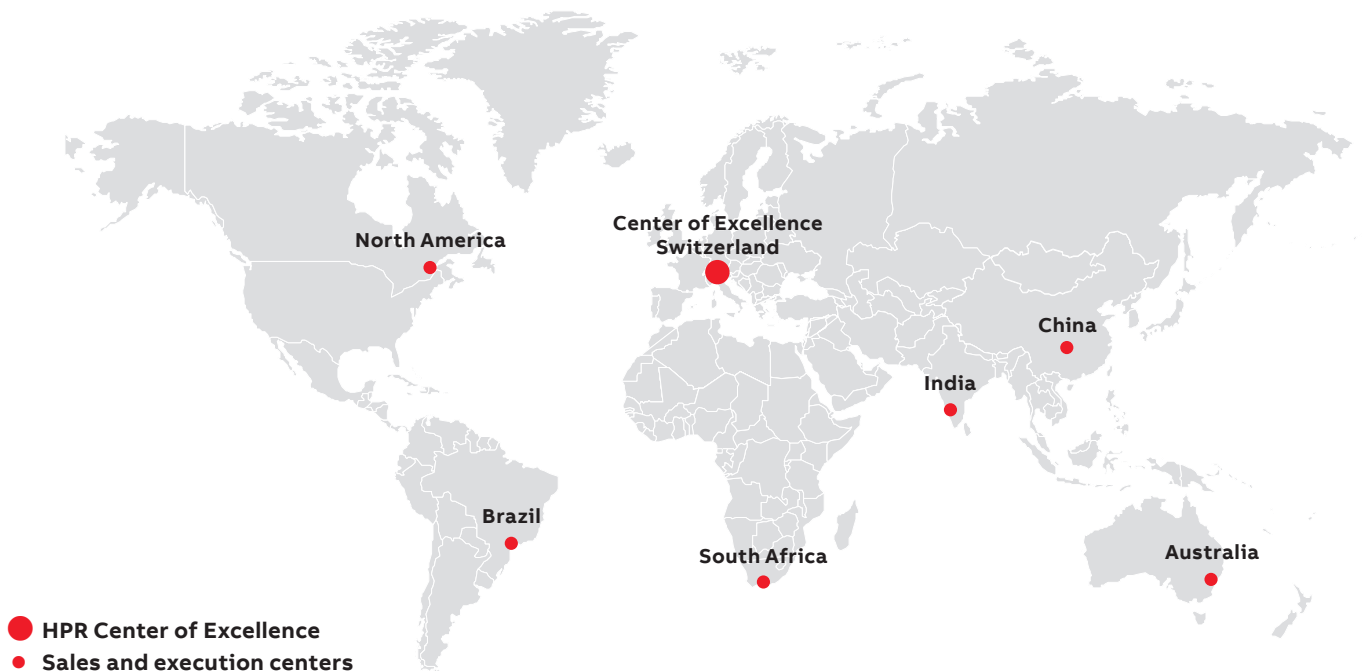 Center of Excellence
Switzerland
North America
China
India
Brazil
South Africa
Australia
HPR Center of Excellence
Sales and execution centers